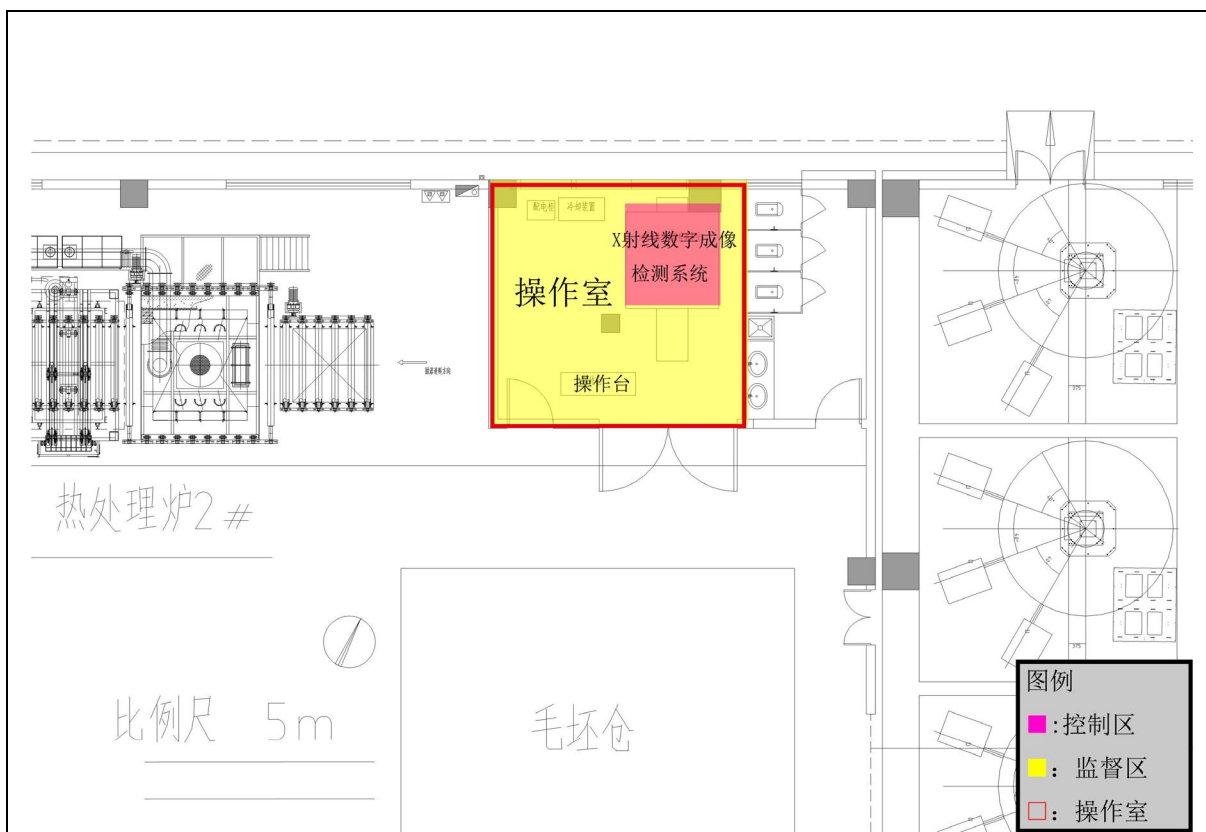 配电柜
冷却装置
X射线数字成像
检测系统
操作室
操作台
热处理炉2#
比例尺 5m
毛坯仓
375
375
图例
:控制区
：监督区
：操作室